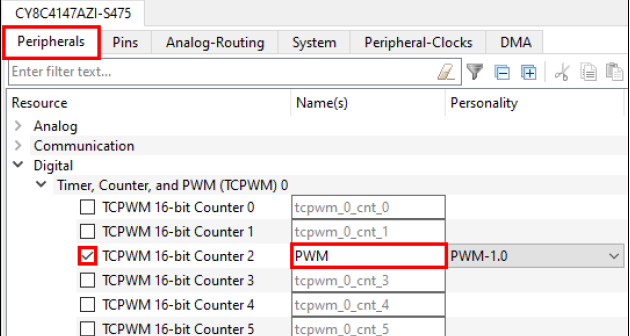 CY8C4147AZI-S475
Peripherals Pins Analog-Routing System Peripheral-Clocks DMA
Enter filter text...
Resource Name(s) Personality
Analog
Communication
Digital
Timer, Counter, and PWM (TCPWM) 0
TCPWM 16-bit Counter 0 tcpwm_0_cnt_0
TCPWM 16-bit Counter 1 tcpwm_0_cnt_1
TCPWM 16-bit Counter 2 PWM PWM-1.0
TCPWM 16-bit Counter 3 tcpwm_0_cnt_3
TCPWM 16-bit Counter 4 tcpwm_0_cnt_4
TCPWM 16-bit Counter 5 tcpwm_0_cnt_5